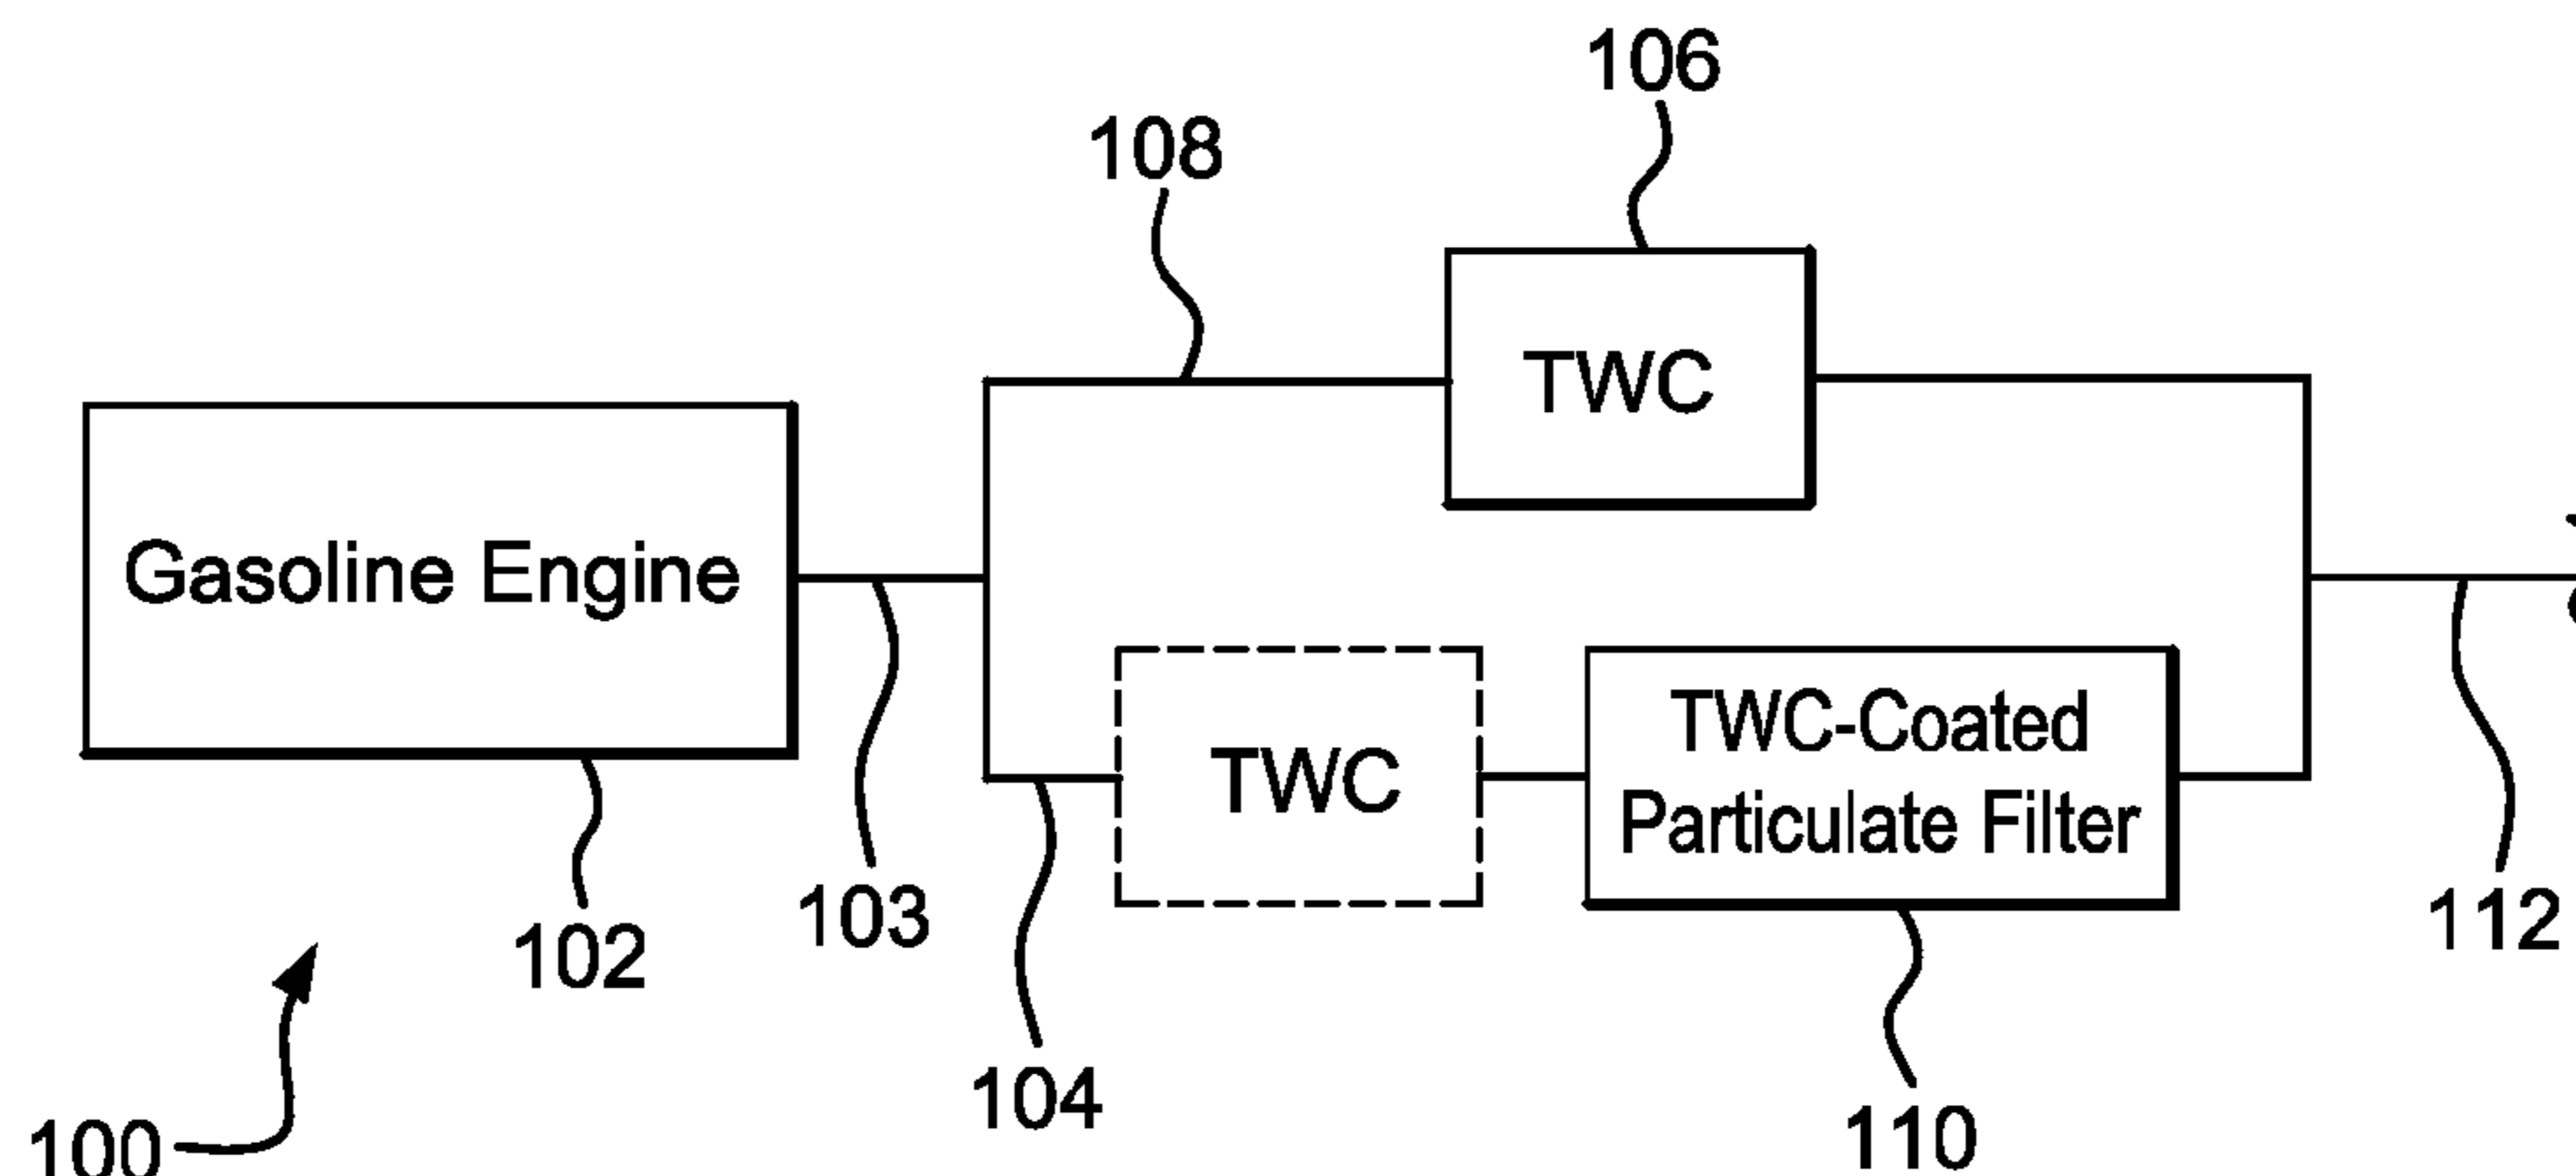 106
108
TWC
Gasoline Engine
TWC
TWC-Coated
Particulate Filter
103
112
102
104
110
100